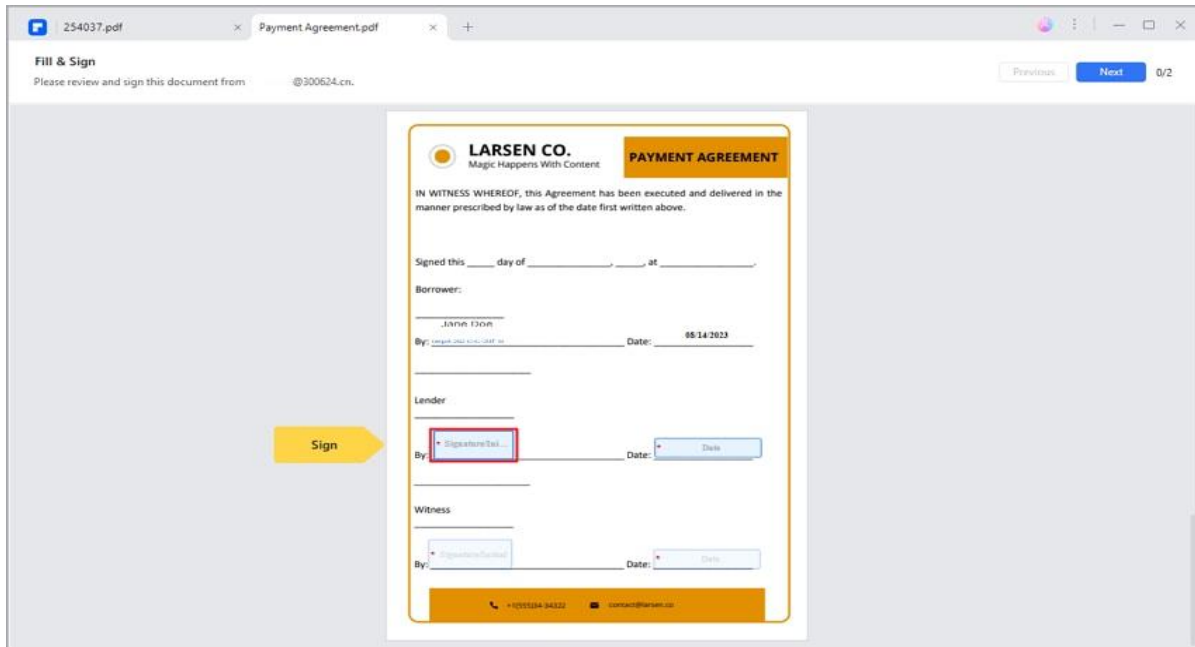 254037.pdf
Payment Agreement.pdf
Fill & Sign
Please review and sign this document from @300624.cn.
Previous Next 0/2
LARSEN CO.
Magic Happens With Content
PAYMENT AGREEMENT
IN WITNESS WHEREOF, this Agreement has been executed and delivered in the
manner prescribed by law as of the date first written above.
Signed this _____ day of _______________, _____, at _________________.
Borrower:
Jane Doe
08/14/2023
By: Date:
Lender
Sign
* SignatureIni... * Date
By: Date:
Witness
* *  Date
By: Date:
contact@larsen.co